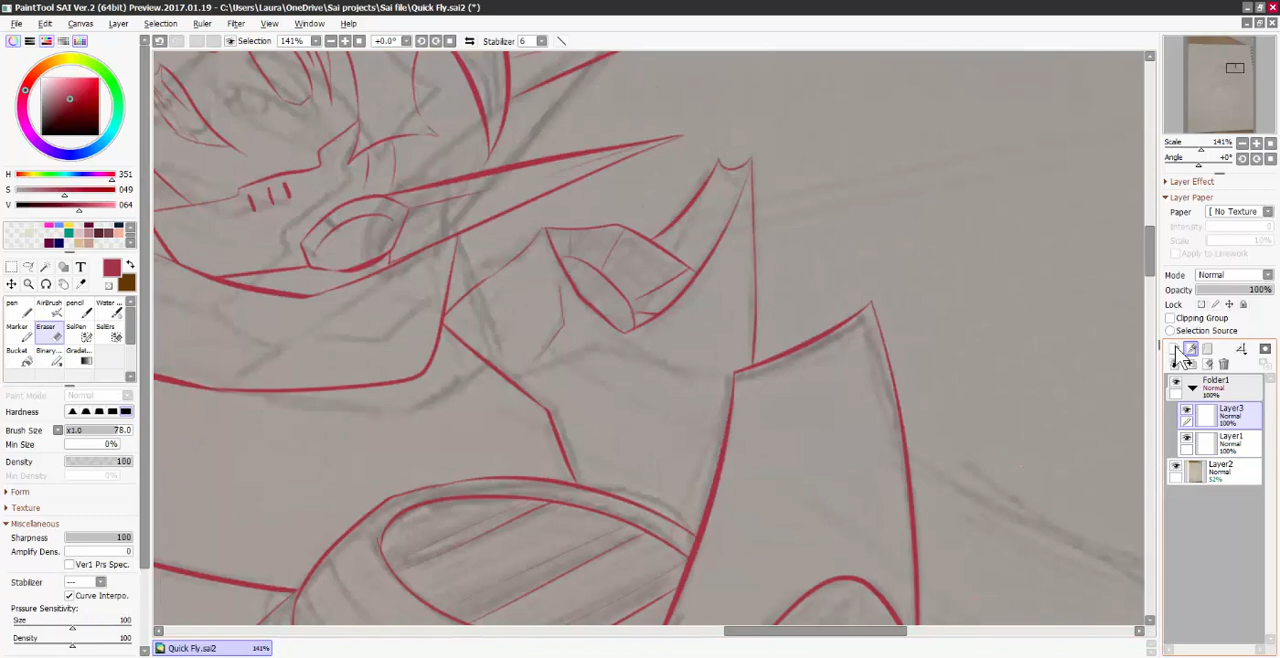 PaintTool SAI Ver.2 (64bit) Preview.2017.01.19 - C:\Users\Laura\OneDrive\Sai projects\Sai file\Quick Fly.sai2 (*)
File Edit Canvas Layer Selection Ruler Filter View Window Help
Selection 141% +0.0° Stabilizer 6
H 351
S 049
V 064
T
pen AirBrush pencil Water ...
Marker Eraser SelPen SelErs
Bucket Binary... Gradet...
Paint Mode Normal
Hardness
Brush Size x1.0 78.0
Min Size 0%
Density 100
Min Density 100%
Form
Texture
Miscellaneous
Sharpness 100
Amplify Dens. 0
Ver1 Prs Spec.
Stabilizer ---
Curve Interpo.
Prssure Sensitivity:
Size 100
Density 100
Scale 141%
Angle +0°
Layer Effect
Layer Paper
Paper [ No Texture
Intensity 0
Scale 10%
Apply to Linework
Mode Normal
Opacity 100%
Lock
Clipping Group
Selection Source
Folder1
Normal
100%
Layer3
Normal
100%
Layer1
Normal
100%
Layer2
Normal
52%
Quick Fly.sai2 141%